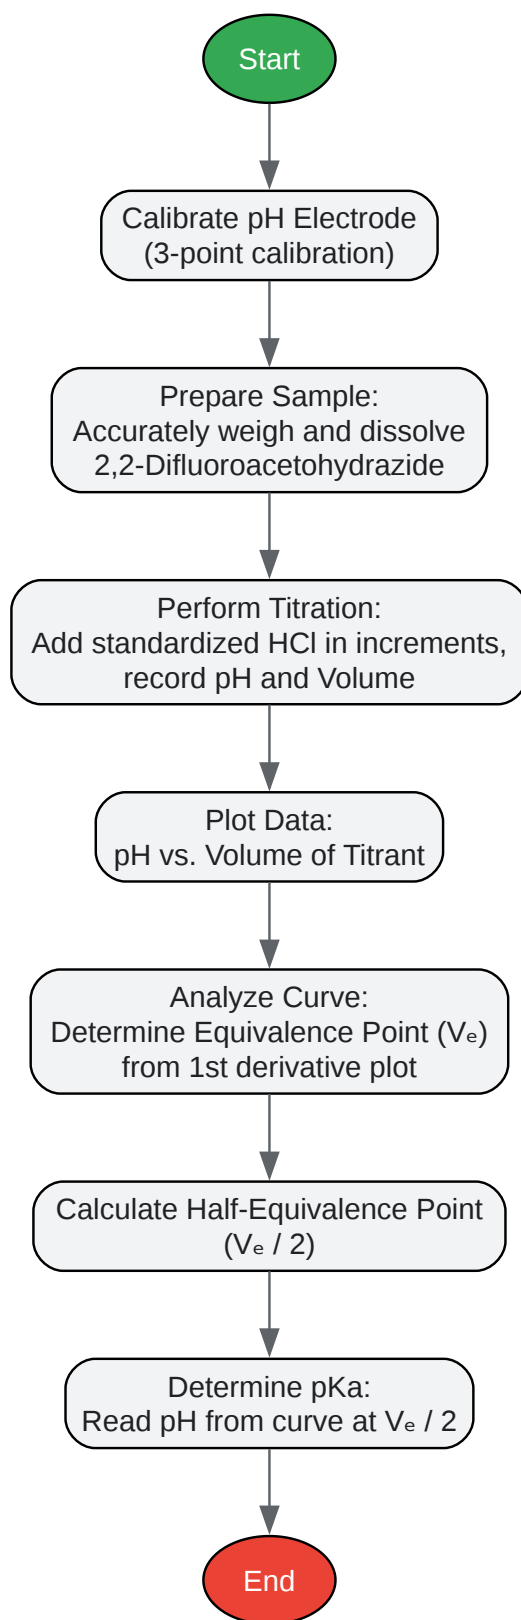 Start
Calibrate pH Electrode
(3-point calibration)
Prepare Sample:
Accurately weigh and dissolve
2,2-Difluoroacetohydrazide
Perform Titration:
Add standardized HCl in increments,
record pH and Volume
Plot Data:
pH vs. Volume of Titrant
Analyze Curve:
Determine Equivalence Point (Vₑ)
from 1st derivative plot
Calculate Half-Equivalence Point
(Vₑ / 2)
Determine pKa:
Read pH from curve at Vₑ / 2
End